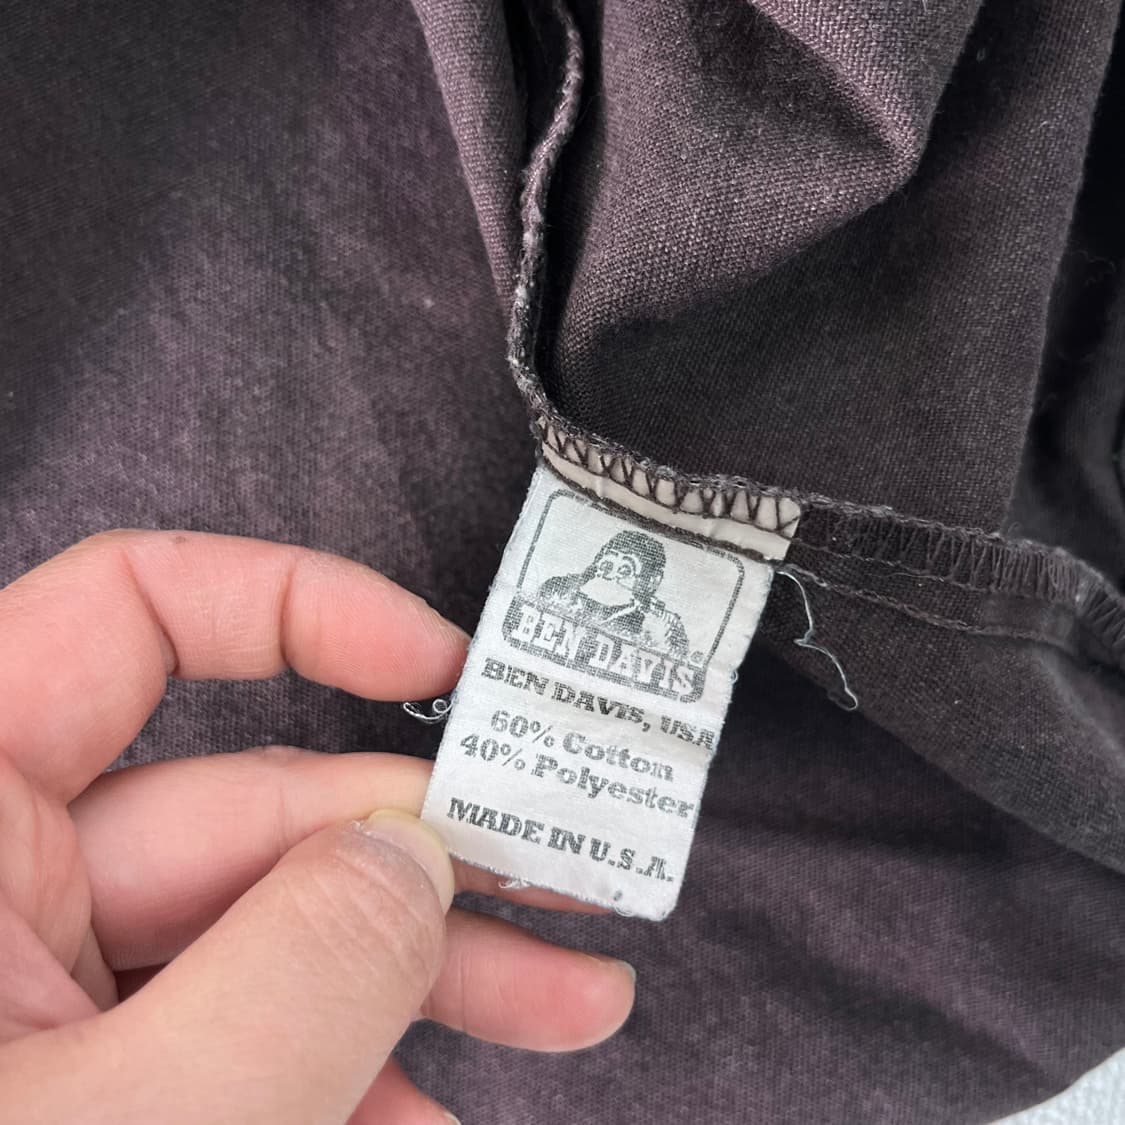 BEN DAVIS
BEN DAVIS, USA
60% Cotton
40% Polyester
MADE IN U.S.A.